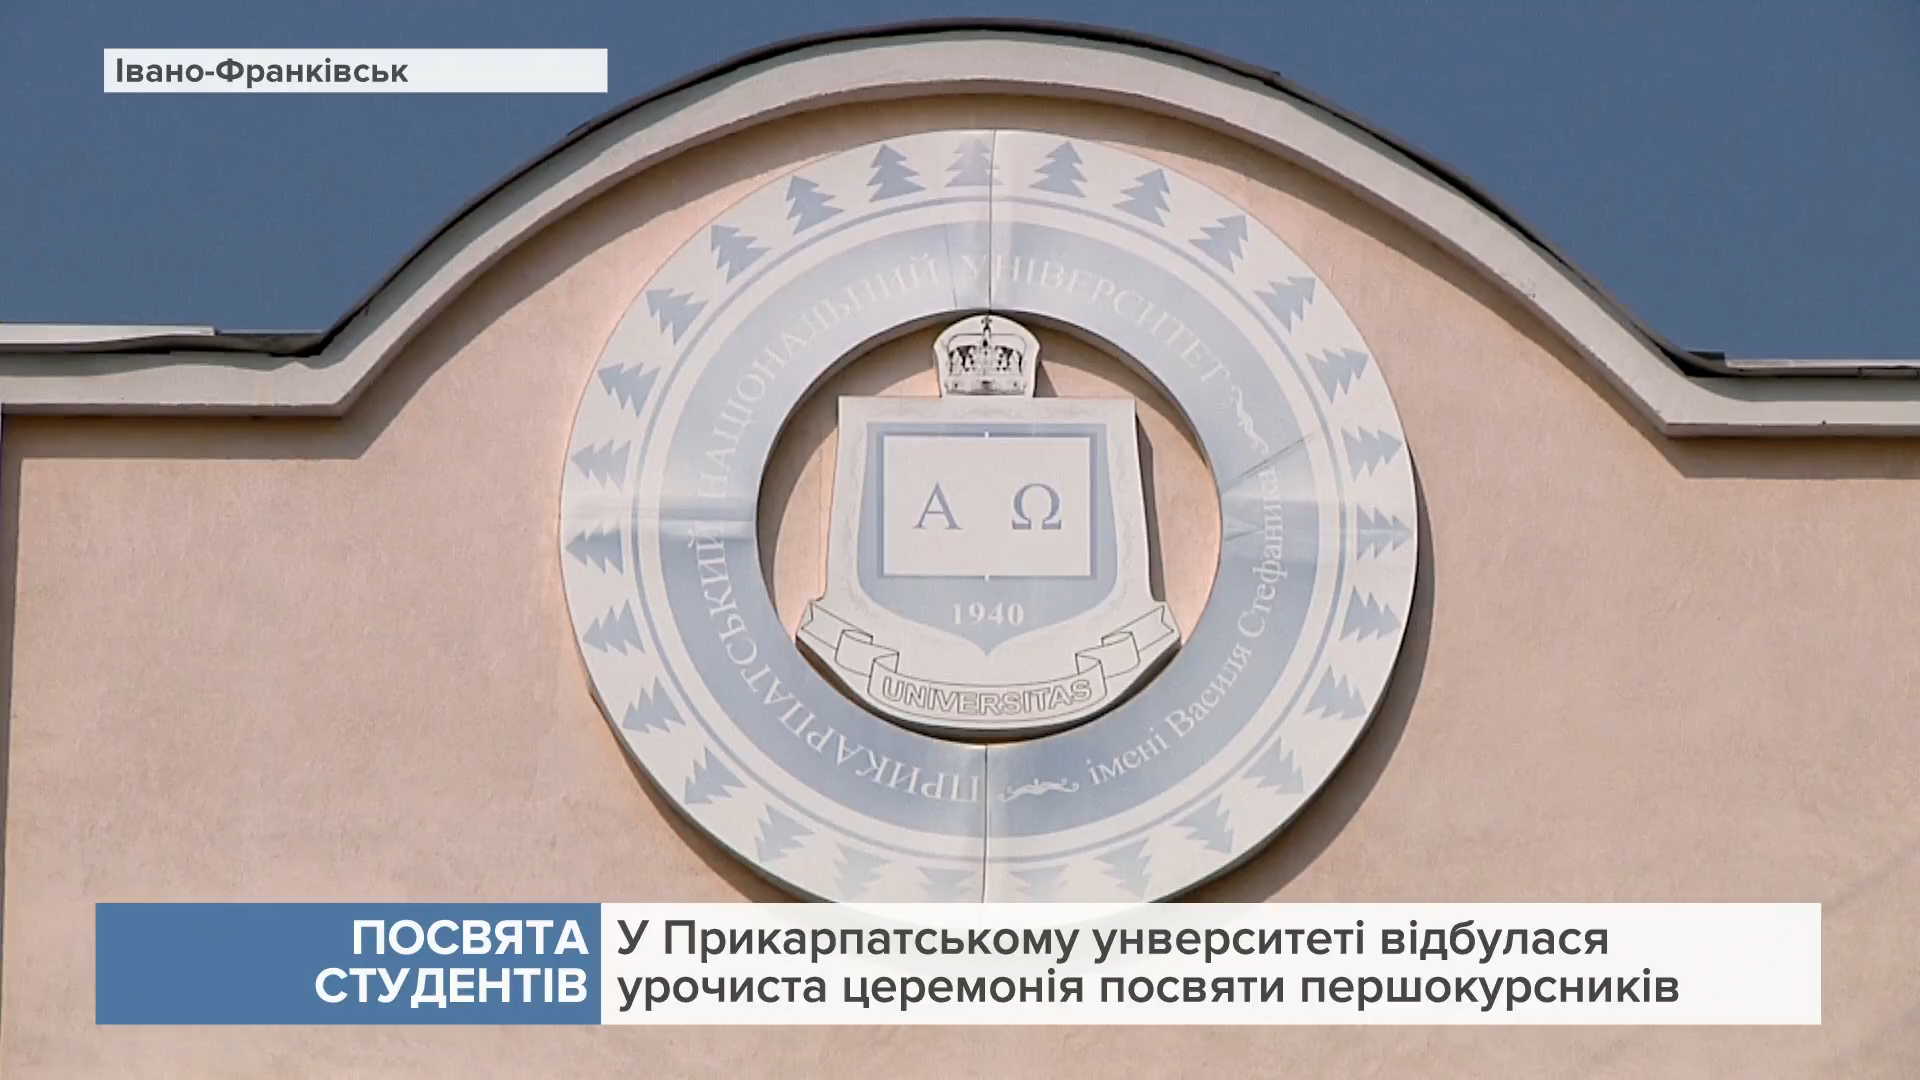 Івано-Франківськ
ПРИКАРПАТСЬКИЙ НАЦІОНАЛЬНИЙ УНІВЕРСИТЕТ
імені Василя Стефаника
Α Ω
1940
UNIVERSITAS
ПОСВЯТА
СТУДЕНТІВ
У Прикарпатському унверситеті відбулася
урочиста церемонія посвяти першокурсників